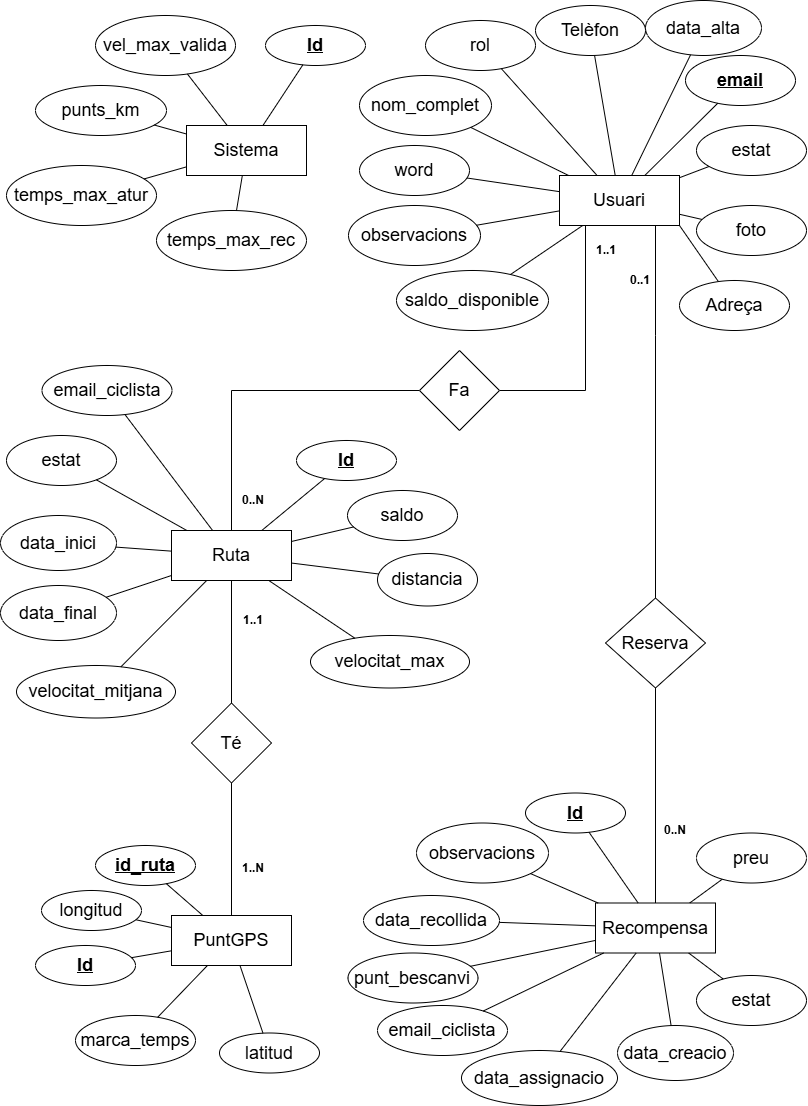 vel_max_valida
Id
punts_km
Sistema
temps_max_atur
temps_max_rec
rol
Telèfon
data_alta
email
nom_complet
estat
word
Usuari
observacions
foto
saldo_disponible
Adreça
1..1
0..1
Fa
email_ciclista
estat
Id
0..N
saldo
data_inici
Ruta
distancia
data_final
1..1
velocitat_max
velocitat_mitjana
Reserva
Té
Id
0..N
observacions
preu
id_ruta
1..N
longitud
data_recollida
Recompensa
PuntGPS
Id
punt_bescanvi
estat
email_ciclista
marca_temps
latitud
data_creacio
data_assignacio